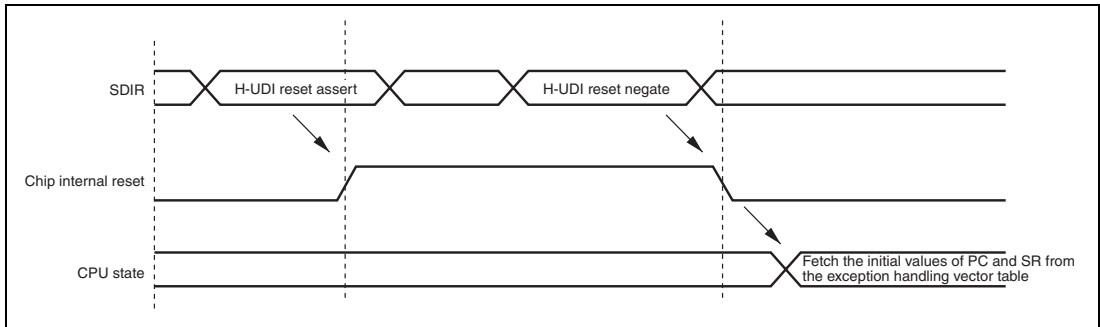 SDIR
H-UDI reset assert
H-UDI reset negate
Chip internal reset
CPU state
Fetch the initial values of PC and SR from
the exception handling vector table